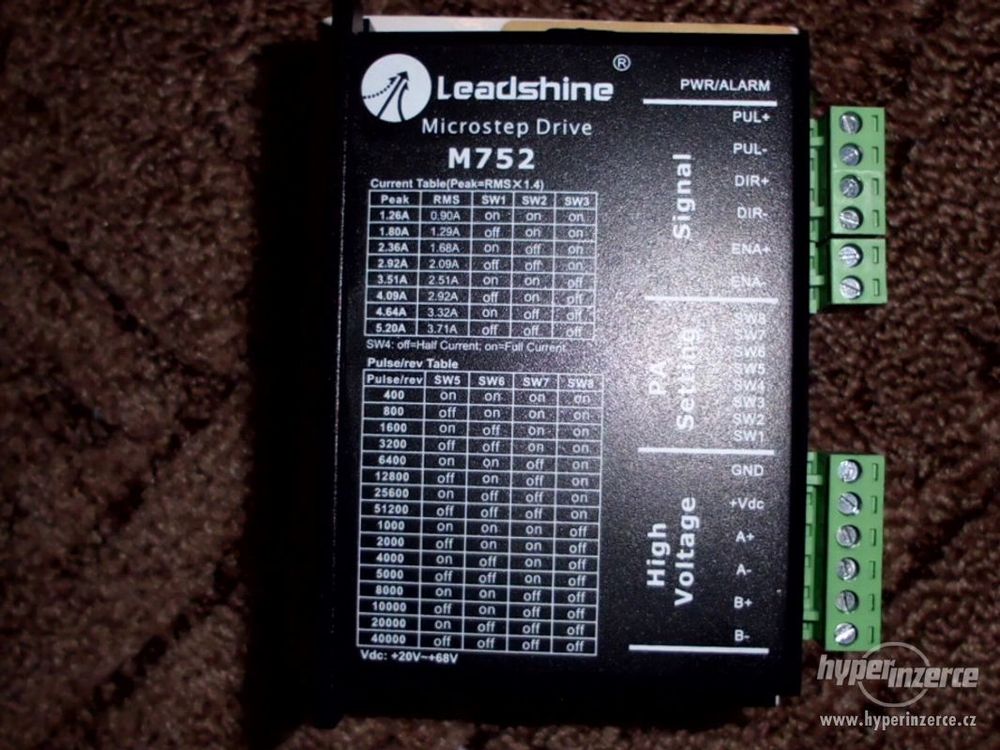 Leadshine®
Microstep Drive
M752
Current Table(Peak=RMS×1.4)
Peak RMS SW1 SW2 SW3
1.26A 0.90A on on on
1.80A 1.29A off on on
2.36A 1.68A on off on
2.92A 2.09A off off on
3.51A 2.51A on on off
4.09A 2.92A off on off
4.64A 3.32A on off off
5.20A 3.71A off off off
SW4: off=Half Current; on=Full Current
Pulse/rev Table
Pulse/rev SW5 SW6 SW7 SW8
400 on on on on
800 off on on on
1600 on off on on
3200 off off on on
6400 on on off on
12800 off on off on
25600 on off off on
51200 off off off on
1000 on on on off
2000 off on on off
4000 on off on off
5000 off off on off
8000 on on off off
10000 off on off off
20000 on off off off
40000 off off off off
Vdc: +20V~+68V
PWR/ALARM
Signal
PUL+
PUL-
DIR+
DIR-
ENA+
ENA-
Setting
SW8
SW7
SW6
SW5
SW4
SW3
SW2
SW1
High
Voltage
GND
+Vdc
A+
A-
B+
B-
hyperinzerce
www.hyperinzerce.cz